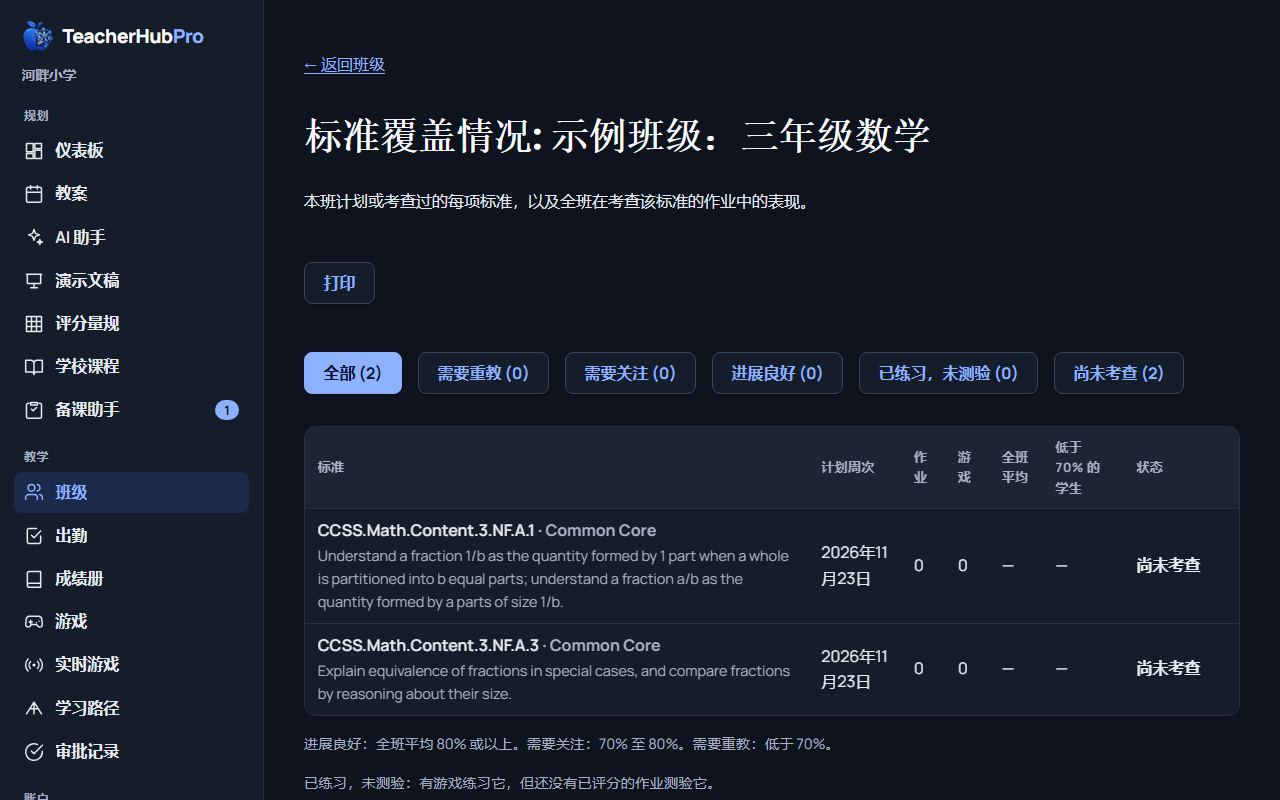 TeacherHubPro
河畔小学
规划
仪表板
教案
AI 助手
演示文稿
评分量规
学校课程
备课助手
1
教学
班级
出勤
成绩册
游戏
实时游戏
学习路径
审批记录
账户
← 返回班级
标准覆盖情况: 示例班级：三年级数学
本班计划或考查过的每项标准，以及全班在考查该标准的作业中的表现。
打印
全部 (2)
需要重教 (0)
需要关注 (0)
进展良好 (0)
已练习，未测验 (0)
尚未考查 (2)
标准
计划周次
作
业
游
戏
全班
平均
低于
70% 的
学生
状态
CCSS.Math.Content.3.NF.A.1 · Common Core
Understand a fraction 1/b as the quantity formed by 1 part when a whole
is partitioned into b equal parts; understand a fraction a/b as the
quantity formed by a parts of size 1/b.
2026年11
月23日
0
0
—
—
尚未考查
CCSS.Math.Content.3.NF.A.3 · Common Core
Explain equivalence of fractions in special cases, and compare fractions
by reasoning about their size.
2026年11
月23日
0
0
—
—
尚未考查
进展良好：全班平均 80% 或以上。需要关注：70% 至 80%。需要重教：低于 70%。
已练习，未测验：有游戏练习它，但还没有已评分的作业测验它。